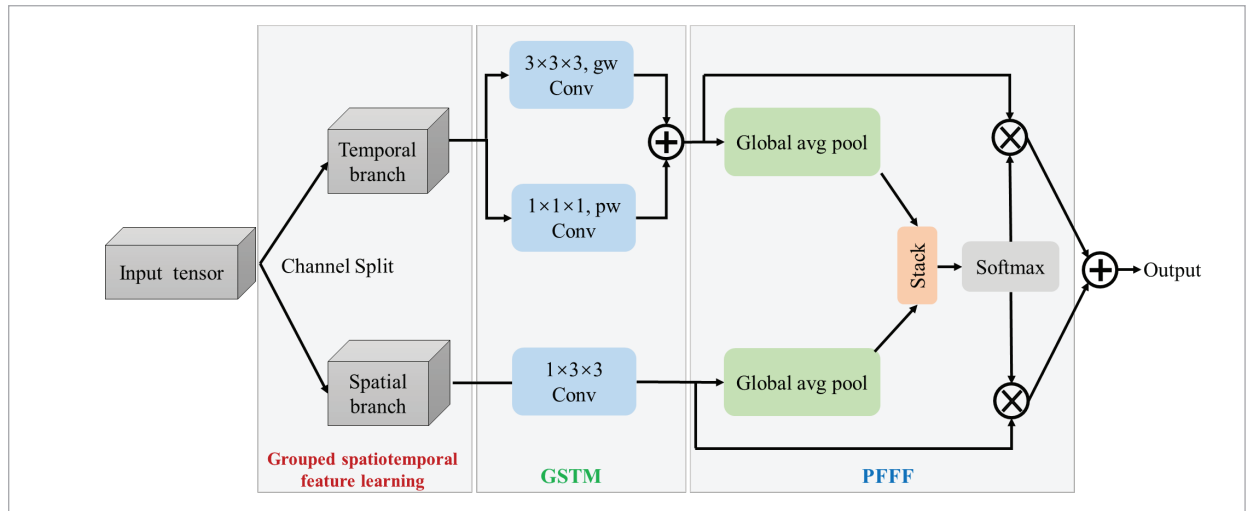 3×3×3, gw
Conv
Temporal
branch
Global avg pool
1×1×1, pw
Conv
Input tensor
Channel Split
Stack
Softmax
Output
Spatial
branch
1×3×3
Conv
Global avg pool
Grouped spatiotemporal
feature learning
GSTM
PFFF